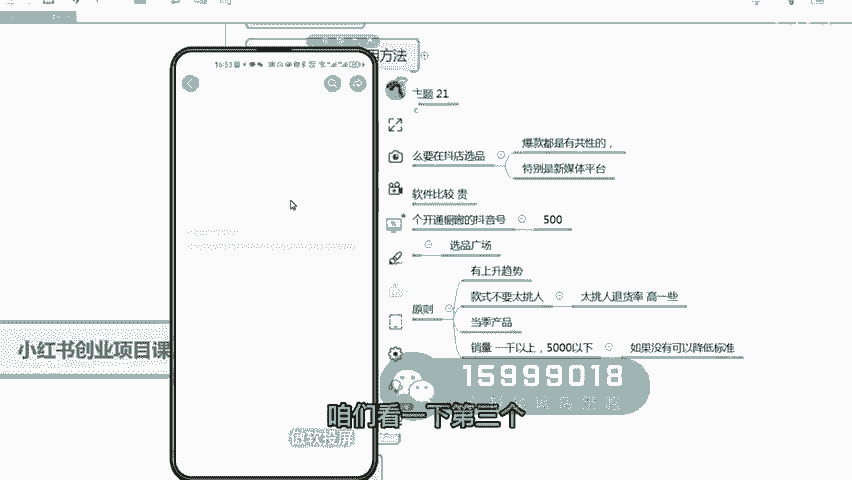 用方法
16:53
主题 21
么要在抖店选品
爆款都是有共性的，
特别是新媒体平台
软件比较 贵
个开通橱窗的抖音号
500
选品广场
有上升趋势
款式不要太挑人
太挑人退货率 高一些
原则
当季产品
销量 一千以上，5000以下
如果没有可以降低标准
小红书创业项目课
15999018
咱们看一下第三个
傲软投屏